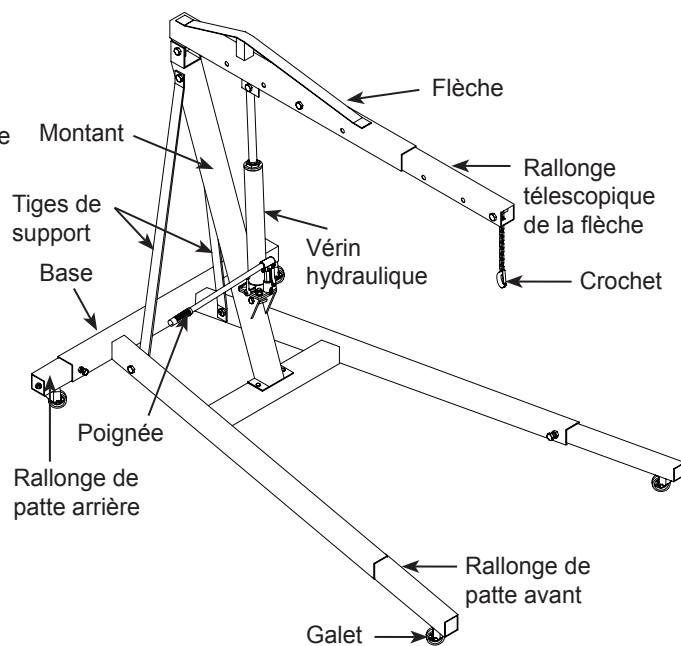 Flèche
e
Montant
Rallonge
télescopique
de la flèche
Tiges de
support
Vérin
hydraulique
Base
Crochet
Poignée
Rallonge de
patte arrière
Rallonge de
patte avant
Galet